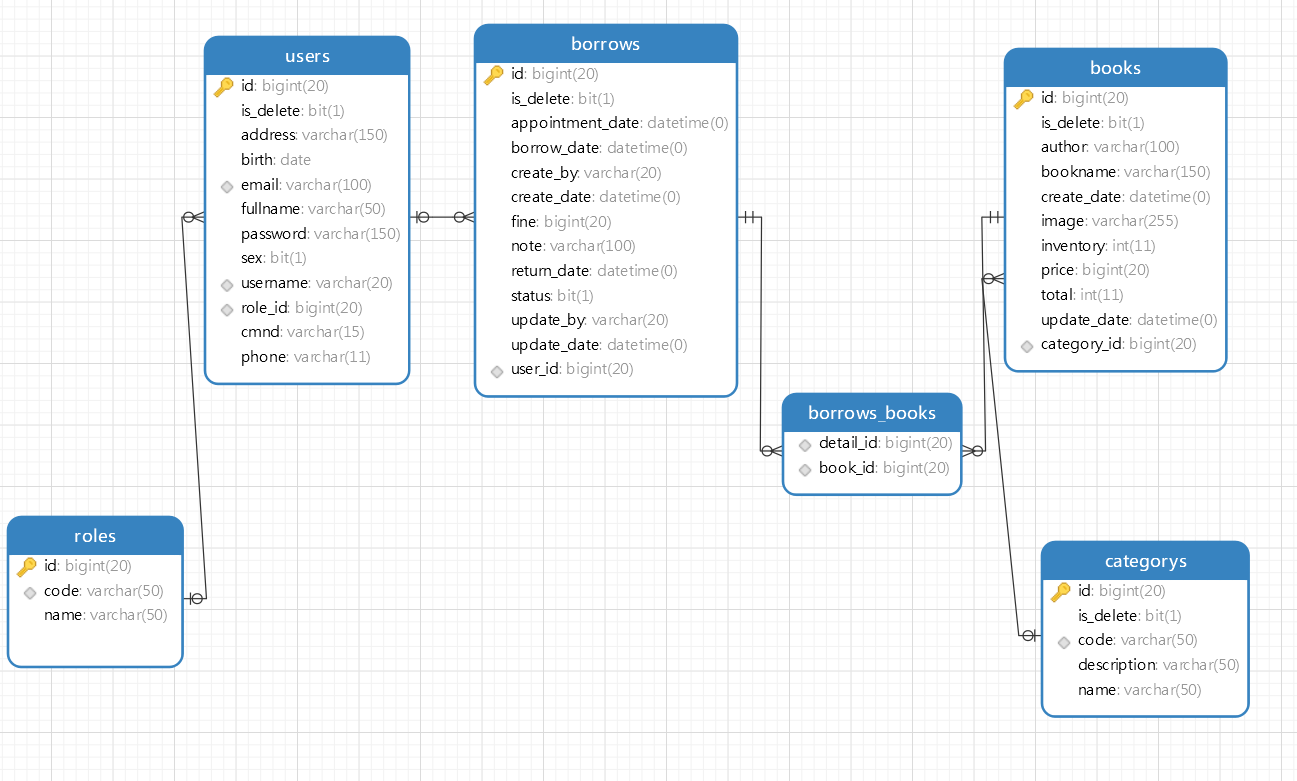 users
id: bigint(20)
is_delete: bit(1)
address: varchar(150)
birth: date
email: varchar(100)
fullname: varchar(50)
password: varchar(150)
sex: bit(1)
username: varchar(20)
role_id: bigint(20)
cmnd: varchar(15)
phone: varchar(11)
borrows
id: bigint(20)
is_delete: bit(1)
appointment_date: datetime(0)
borrow_date: datetime(0)
create_by: varchar(20)
create_date: datetime(0)
fine: bigint(20)
note: varchar(100)
return_date: datetime(0)
status: bit(1)
update_by: varchar(20)
update_date: datetime(0)
user_id: bigint(20)
books
id: bigint(20)
is_delete: bit(1)
author: varchar(100)
bookname: varchar(150)
create_date: datetime(0)
image: varchar(255)
inventory: int(11)
price: bigint(20)
total: int(11)
update_date: datetime(0)
category_id: bigint(20)
borrows_books
detail_id: bigint(20)
book_id: bigint(20)
roles
id: bigint(20)
code: varchar(50)
name: varchar(50)
categorys
id: bigint(20)
is_delete: bit(1)
code: varchar(50)
description: varchar(50)
name: varchar(50)